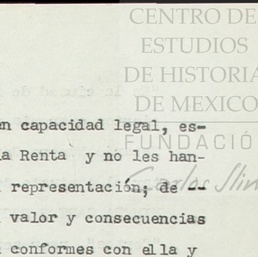 CENTRO DE
ESTUDIOS
DE HISTORIA
DE MEXICO
FUNDACIÓ
Carlos Slim
n capacidad legal, es-
a Renta y no les han-
representación; de --
valor y consecuencias
conformes con ella y